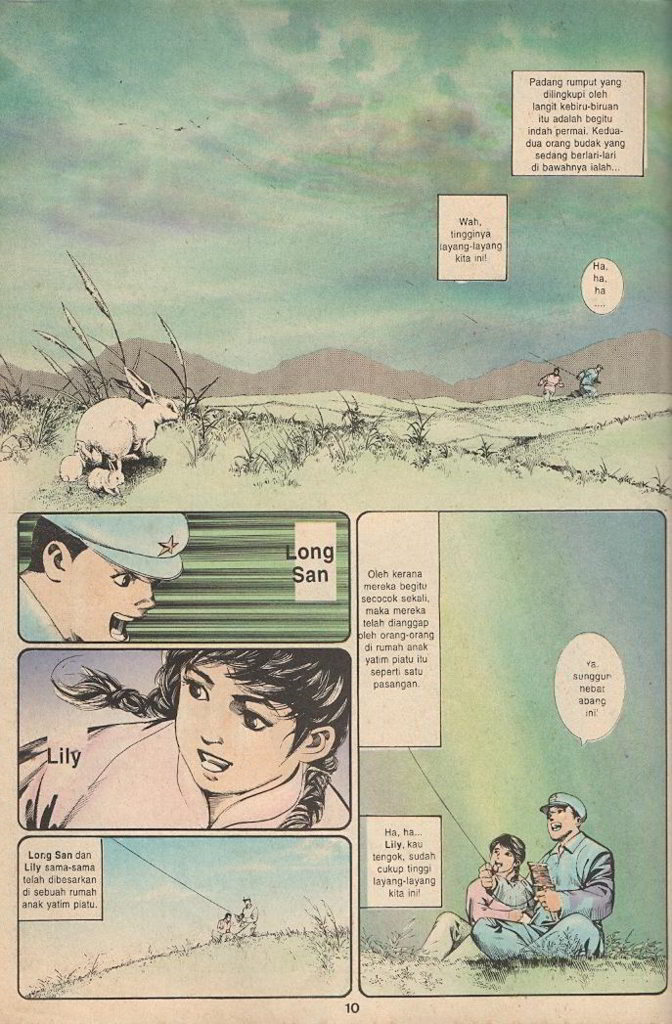 Padang rumput yang
dilingkupi oleh
langit kebiru-biruan
itu adalah begitu
indah permai. Kedua-
dua orang budak yang
sedang berlari-lari
di bawahnya ialah...
Wah,
tingginya
layang-layang
kita ini!
Ha,
ha,
ha
....
Long
San
Lily
Long San dan
Lily sama-sama
telah dibesarkan
di sebuah rumah
anak yatim piatu.
Oleh kerana
mereka begitu
secocok sekali,
maka mereka
telah dianggap
oleh orang-orang
di rumah anak
yatim piatu itu
seperti satu
pasangan.
Ha, ha...
Lily, kau
tengok, sudah
cukup tinggi
layang-layang
kita ini!
Ya,
sungguh
hebat
abang
ini!
10